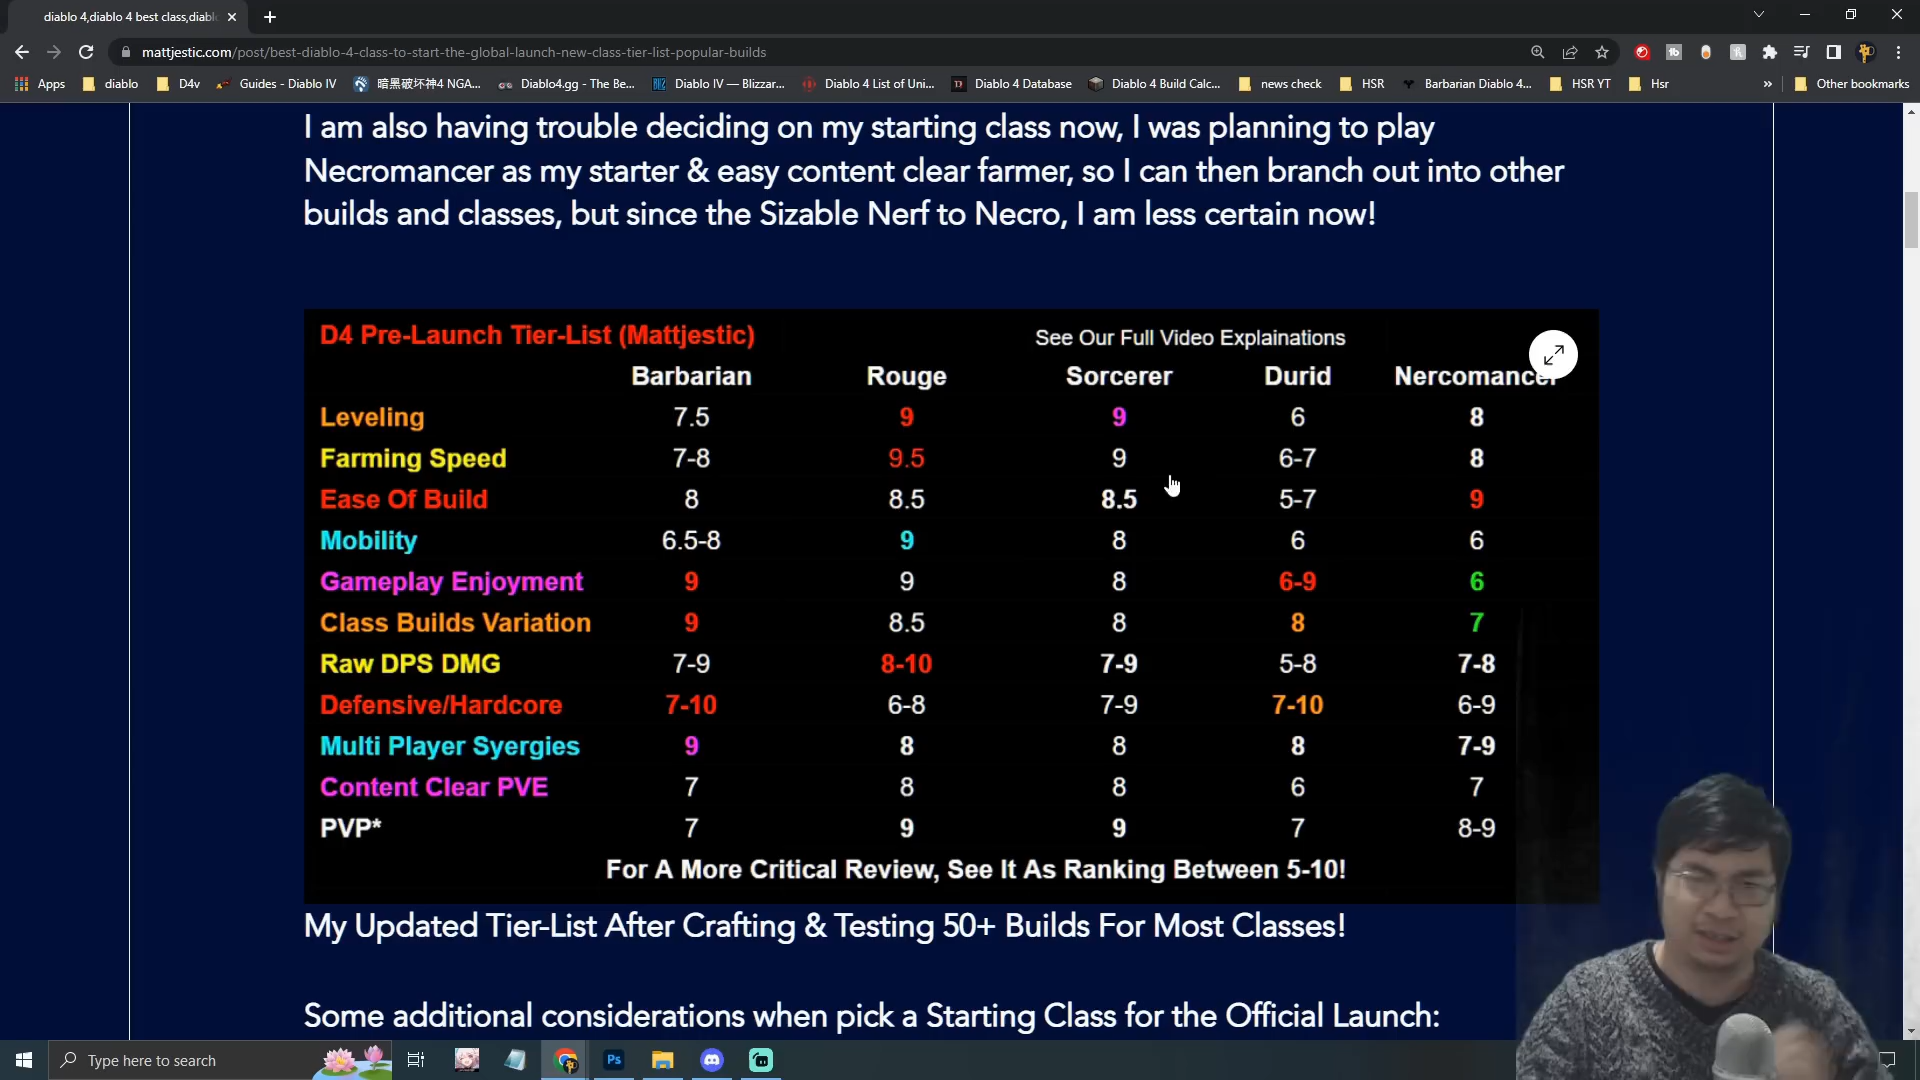 diablo 4,diablo 4 best class,diabl
mattjestic.com/post/best-diablo-4-class-to-start-the-global-launch-new-class-tier-list-popular-builds
Apps diablo D4v Guides - Diablo IV 暗黑破坏神4 NGA... Diablo4.gg - The Be... Diablo IV — Blizzar... Diablo 4 List of Uni... Diablo 4 Database Diablo 4 Build Calc... news check HSR Barbarian Diablo 4... HSR YT Hsr » Other bookmarks
I am also having trouble deciding on my starting class now, I was planning to play
Necromancer as my starter & easy content clear farmer, so I can then branch out into other
builds and classes, but since the Sizable Nerf to Necro, I am less certain now!
D4 Pre-Launch Tier-List (Mattjestic) See Our Full Video Explainations
Barbarian Rouge Sorcerer Durid Nercomancer
Leveling 7.5 9 9 6 8
Farming Speed 7-8 9.5 9 6-7 8
Ease Of Build 8 8.5 8.5 5-7 9
Mobility 6.5-8 9 8 6 6
Gameplay Enjoyment 9 9 8 6-9 6
Class Builds Variation 9 8.5 8 8 7
Raw DPS DMG 7-9 8-10 7-9 5-8 7-8
Defensive/Hardcore 7-10 6-8 7-9 7-10 6-9
Multi Player Syergies 9 8 8 8 7-9
Content Clear PVE 7 8 8 6 7
PVP* 7 9 9 7 8-9
For A More Critical Review, See It As Ranking Between 5-10!
My Updated Tier-List After Crafting & Testing 50+ Builds For Most Classes!
Some additional considerations when pick a Starting Class for the Official Launch:
Type here to search
Ps